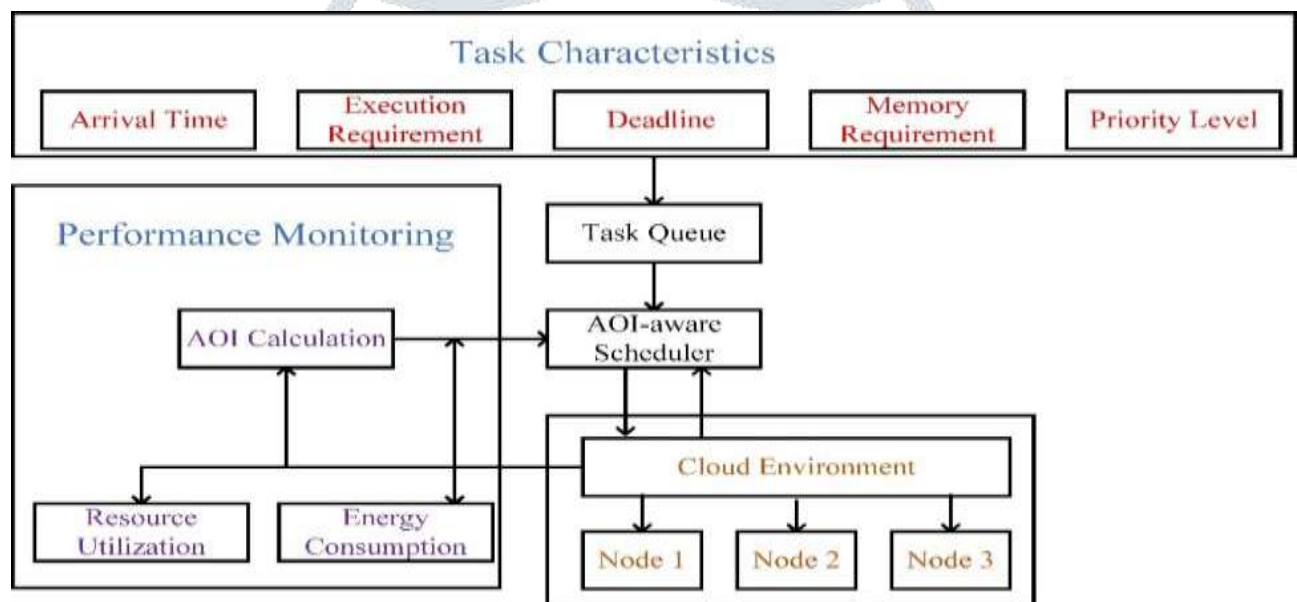 Task Characteristics
Arrival Time
Execution
Requirement
Deadline
Memory
Requirement
Priority Level
Task Queue
Performance Monitoring
AOI Calculation
AOI-aware
Scheduler
Cloud Environment
Resource
Utilization
Energy
Consumption
Node 1
Node 2
Node 3